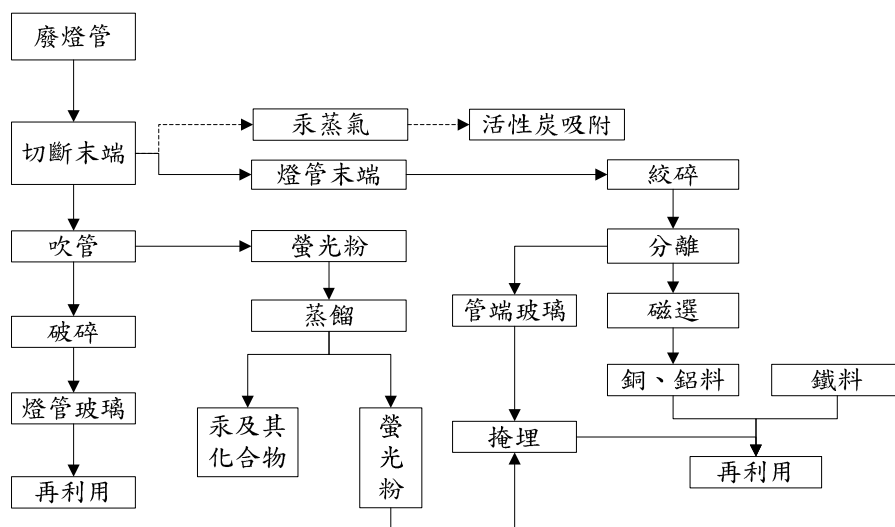 廢燈管
汞蒸氣
活性炭吸附
切斷末端
燈管末端
絞碎
吹管
螢光粉
分離
蒸餾
管端玻璃
磁選
破碎
銅、鋁料
鐵料
燈管玻璃
汞及其
化合物
螢
光
粉
掩埋
再利用
再利用